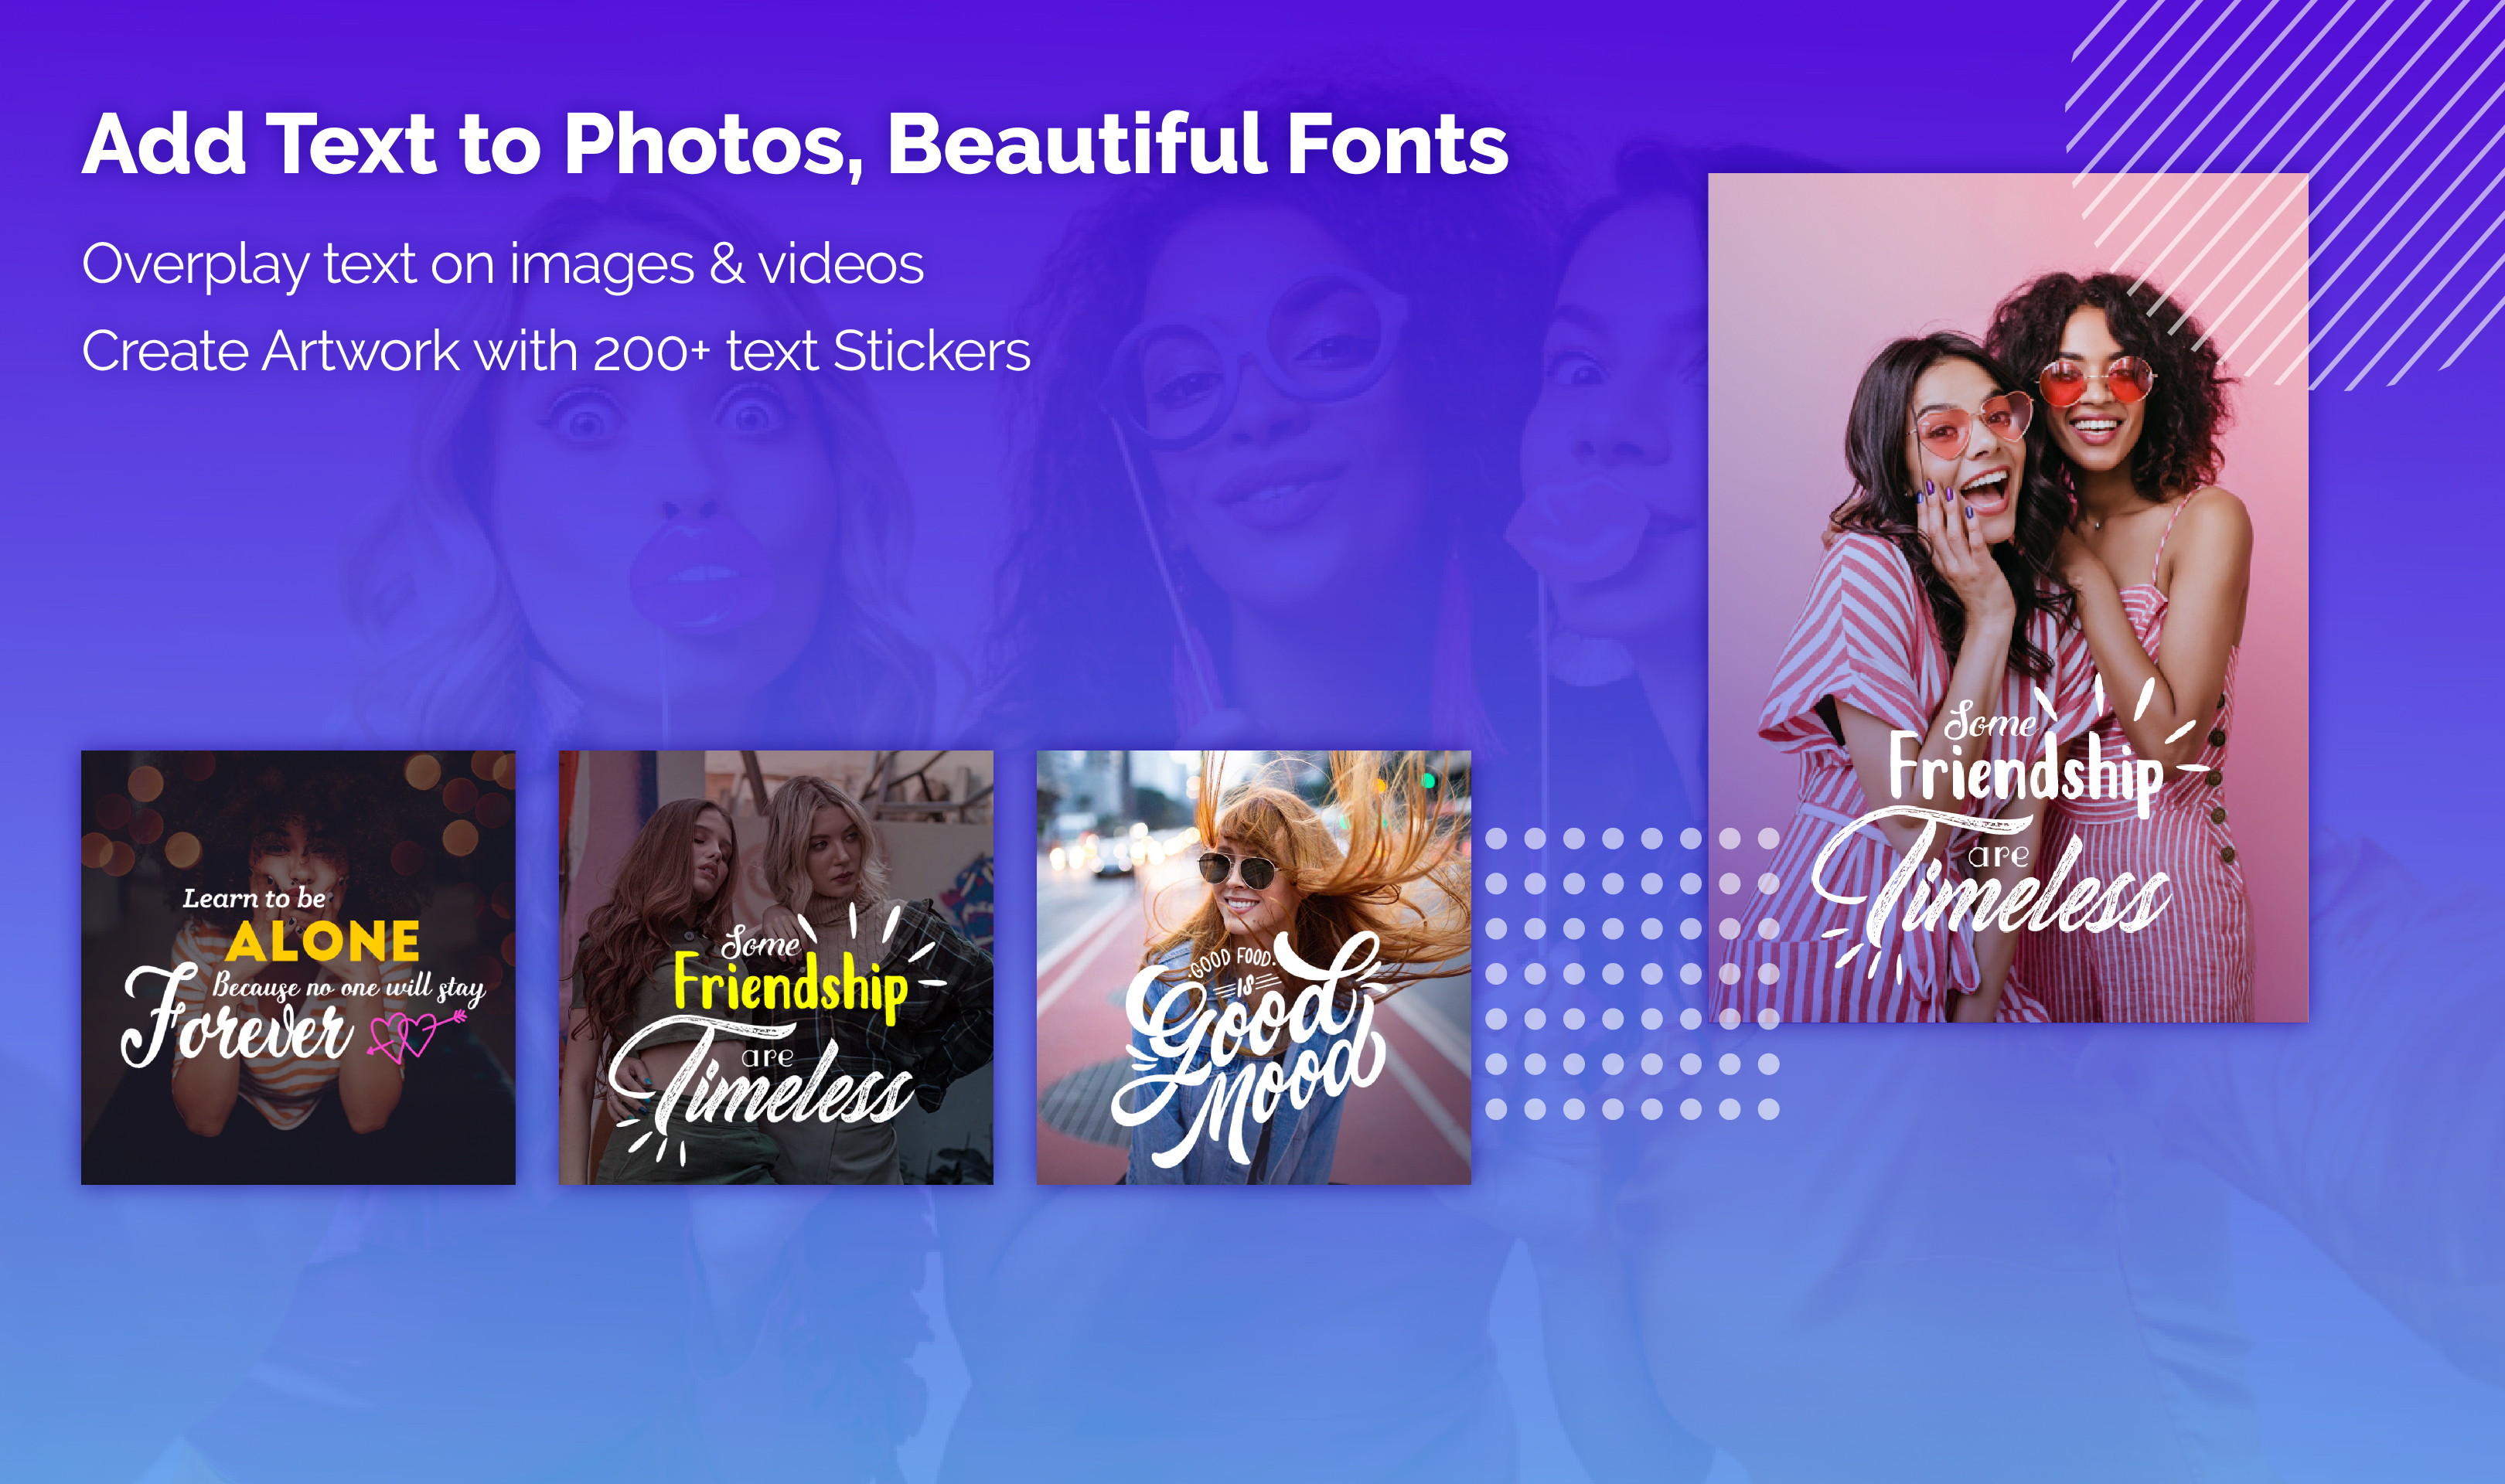 Add Text to Photos, Beautiful Fonts
Overplay text on images & videos
Create Artwork with 200+ text Stickers
Learn to be
ALONE
Because no one will stay
Forever
Some
Friendship
are
Timeless
GOOD FOOD
IS
Good
Mood
Some
Friendship
are
Timeless